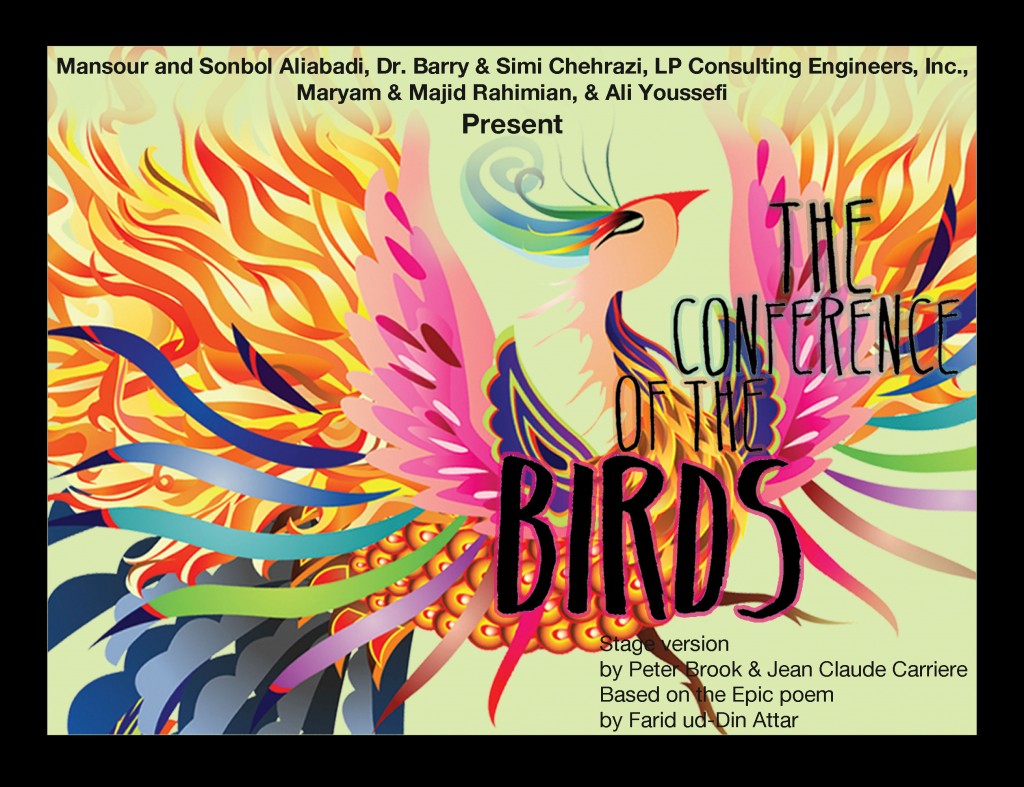 Mansour and Sonbol Aliabadi, Dr. Barry & Simi Chehrazi, LP Consulting Engineers, Inc.,
Maryam & Majid Rahimian, & Ali Youssefi
Present
THE
CONFERENCE
OF THE
BIRDS
Stage version
by Peter Brook & Jean Claude Carriere
Based on the Epic poem
by Farid ud-Din Attar